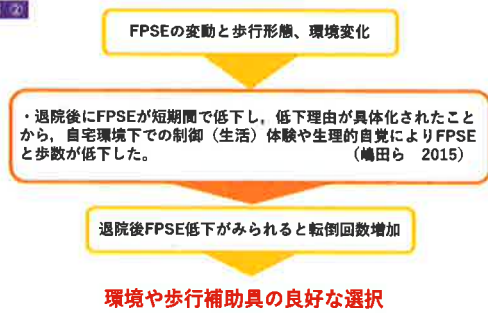 ②
FPSEの変動と歩行形態、環境変化
・退院後にFPSEが短期間で低下し，低下理由が具体化されたこと
から，自宅環境下での制御（生活）体験や生理的自覚によりFPSE
と歩数が低下した。　　　　　　　　　　　　（嶋田ら　2015）
退院後FPSE低下がみられると転倒回数増加
環境や歩行補助具の良好な選択